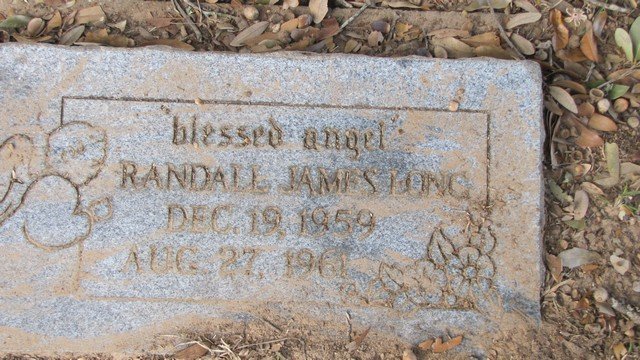 "blessed angel"
RANDALL JAMES LONG
DEC. 19, 1959
AUG. 27, 1961